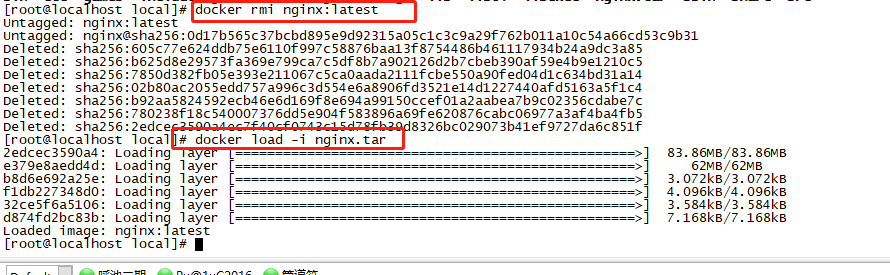 [root@localhost local]# docker rmi nginx:latest
Untagged: nginx:latest
Untagged: nginx@sha256:0d17b565c37bcbd895e9d92315a05c1c3c9a29f762b011a10c54a66cd53c9b31
Deleted: sha256:605c77e624ddb75e6110f997c58876baa13f8754486b461117934b24a9dc3a85
Deleted: sha256:b625d8e29573fa369e799ca7c5df8b7a902126d2b7cbeb390af59e4b9e1210c5
Deleted: sha256:7850d382fb05e393e211067c5ca0aada2111fcbe550a90fed04d1c634bd31a14
Deleted: sha256:02b80ac2055edd757a996c3d554e6a8906fd3521e14d1227440afd5163a5f1c4
Deleted: sha256:b92aa5824592ecb46e6d169f8e694a99150ccef01a2aabea7b9c02356cdabe7c
Deleted: sha256:780238f18c540007376dd5e904f583896a69fe620876cabc06977a3af4ba4fb5
Deleted:
[root@localhost local]# docker load -i nginx.tar
2edcec3590a4: Loading layer [==================================================>] 83.86MB/83.86MB
e379e8aedd4d: Loading layer [==================================================>] 62MB/62MB
b8d6e692a25e: Loading layer [==================================================>] 3.072kB/3.072kB
f1db227348d0: Loading layer [==================================================>] 4.096kB/4.096kB
32ce5f6a5106: Loading layer [==================================================>] 3.584kB/3.584kB
d874fd2bc83b: Loading layer [==================================================>] 7.168kB/7.168kB
Loaded image: nginx:latest
[root@localhost local]#